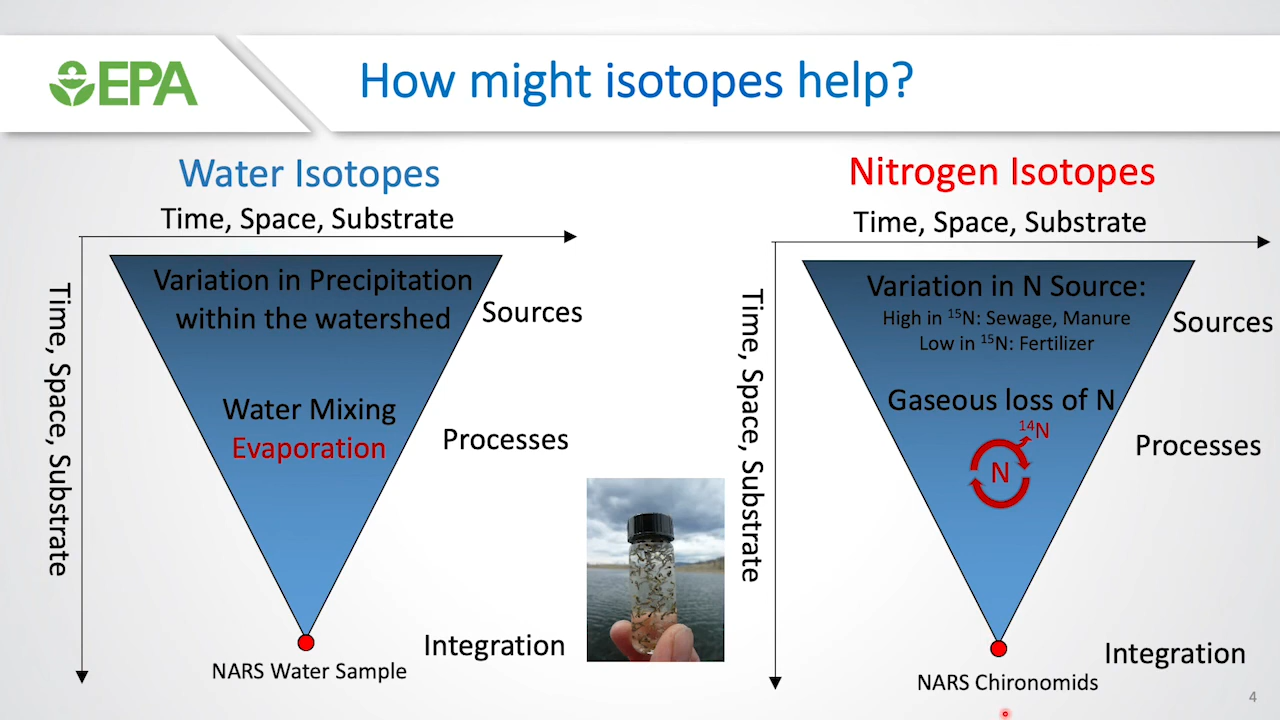 EPA
How might isotopes help?
Water Isotopes
Time, Space, Substrate
Time, Space, Substrate
Variation in Precipitation
within the watershed
Sources
Water Mixing
Evaporation
Processes
Integration
NARS Water Sample
Nitrogen Isotopes
Time, Space, Substrate
Time, Space, Substrate
Variation in N Source:
High in ¹⁵N: Sewage, Manure
Low in ¹⁵N: Fertilizer
Sources
Gaseous loss of N
¹⁴N
N
Processes
Integration
NARS Chironomids
4